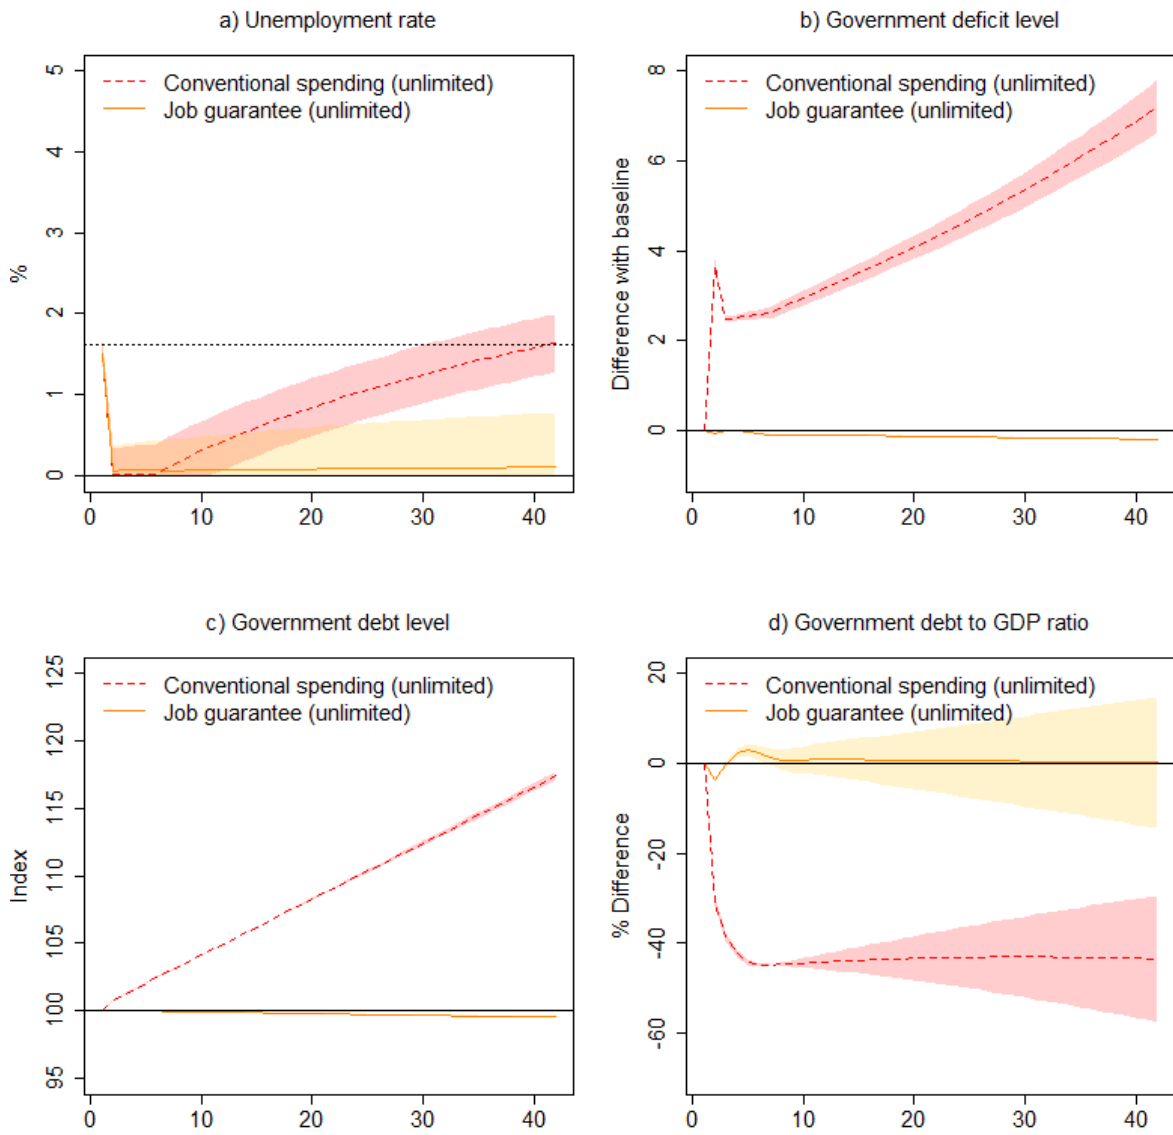 a) Unemployment rate
5
4
3
2
1
0
%
Conventional spending (unlimited)
Job guarantee (unlimited)
0 10 20 30 40
b) Government deficit level
8
6
4
2
0
Difference with baseline
Conventional spending (unlimited)
Job guarantee (unlimited)
0 10 20 30 40
c) Government debt level
125
120
115
110
105
100
95
Index
Conventional spending (unlimited)
Job guarantee (unlimited)
0 10 20 30 40
d) Government debt to GDP ratio
20
0
-20
-40
-60
% Difference
Conventional spending (unlimited)
Job guarantee (unlimited)
0 10 20 30 40